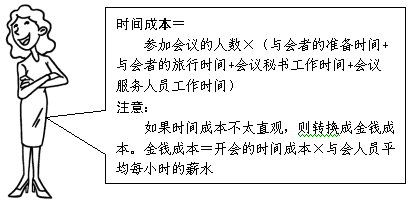 时间成本＝
参加会议的人数×（与会者的准备时间+
与会者的旅行时间+会议秘书工作时间+会议
服务人员工作时间）
注意：
如果时间成本不太直观，则转换成金钱成
本。金钱成本＝开会的时间成本×与会人员平
均每小时的薪水